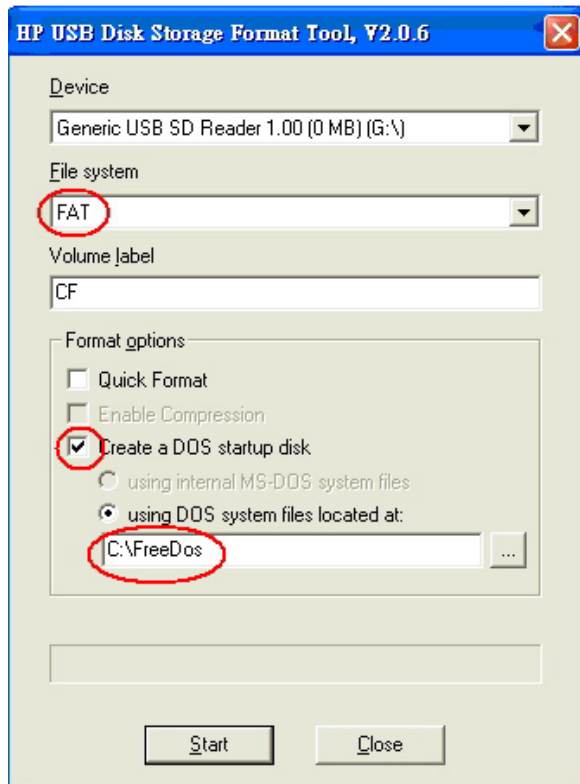 HP USB Disk Storage Format Tool, V2.0.6
Device
Generic USB SD Reader 1.00 (0 MB) (G:\)
File system
FAT
Volume label
CF
Format options
Quick Format
Enable Compression
Create a DOS startup disk
using internal MS-DOS system files
using DOS system files located at:
C:\FreeDos
...
Start
Close